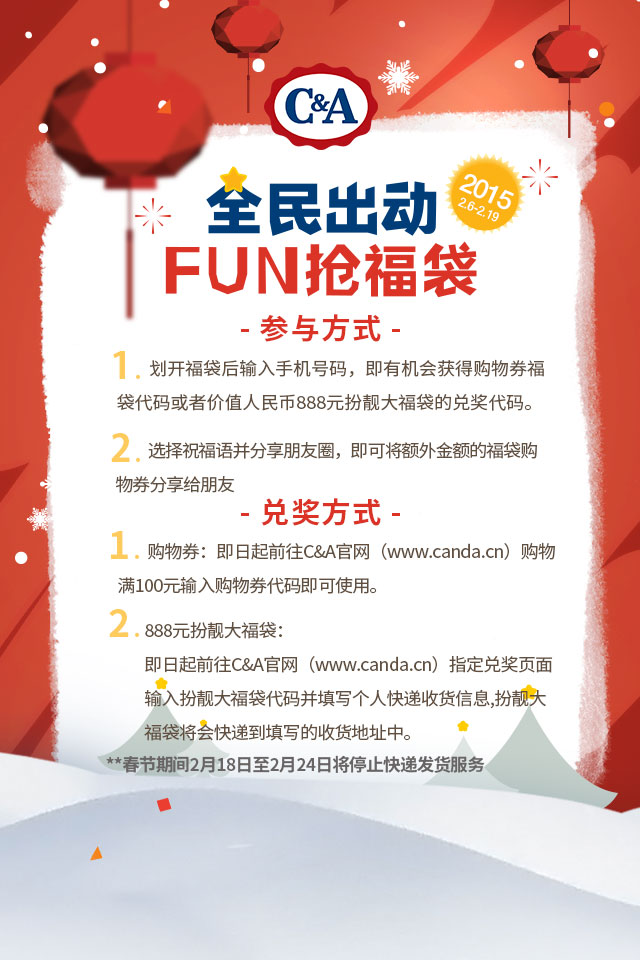 C&A
全民出动
2015
2.6-2.19
FUN抢福袋
- 参与方式 -
1. 划开福袋后输入手机号码，即有机会获得购物券福
袋代码或者价值人民币888元扮靓大福袋的兑奖代码。
2. 选择祝福语并分享朋友圈，即可将额外金额的福袋购
物券分享给朋友
- 兑奖方式 -
1. 购物券：即日起前往C&A官网（www.canda.cn）购物
满100元输入购物券代码即可使用。
2. 888元扮靓大福袋：
即日起前往C&A官网（www.canda.cn）指定兑奖页面
输入扮靓大福袋代码并填写个人快递收货信息,扮靓大
福袋将会快递到填写的收货地址中。
**春节期间2月18日至2月24日将停止快递发货服务